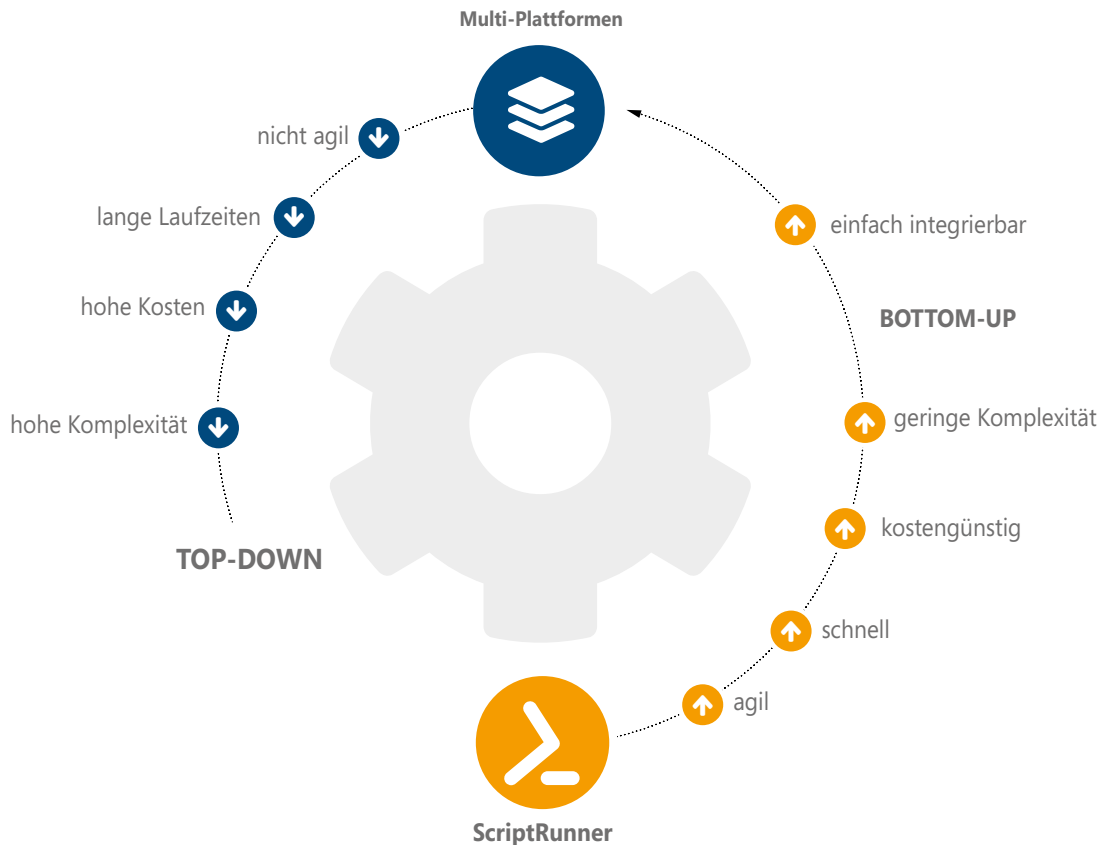 Multi-Plattformen
nicht agil
lange Laufzeiten
hohe Kosten
hohe Komplexität
TOP-DOWN
einfach integrierbar
BOTTOM-UP
geringe Komplexität
kostengünstig
schnell
agil
ScriptRunner